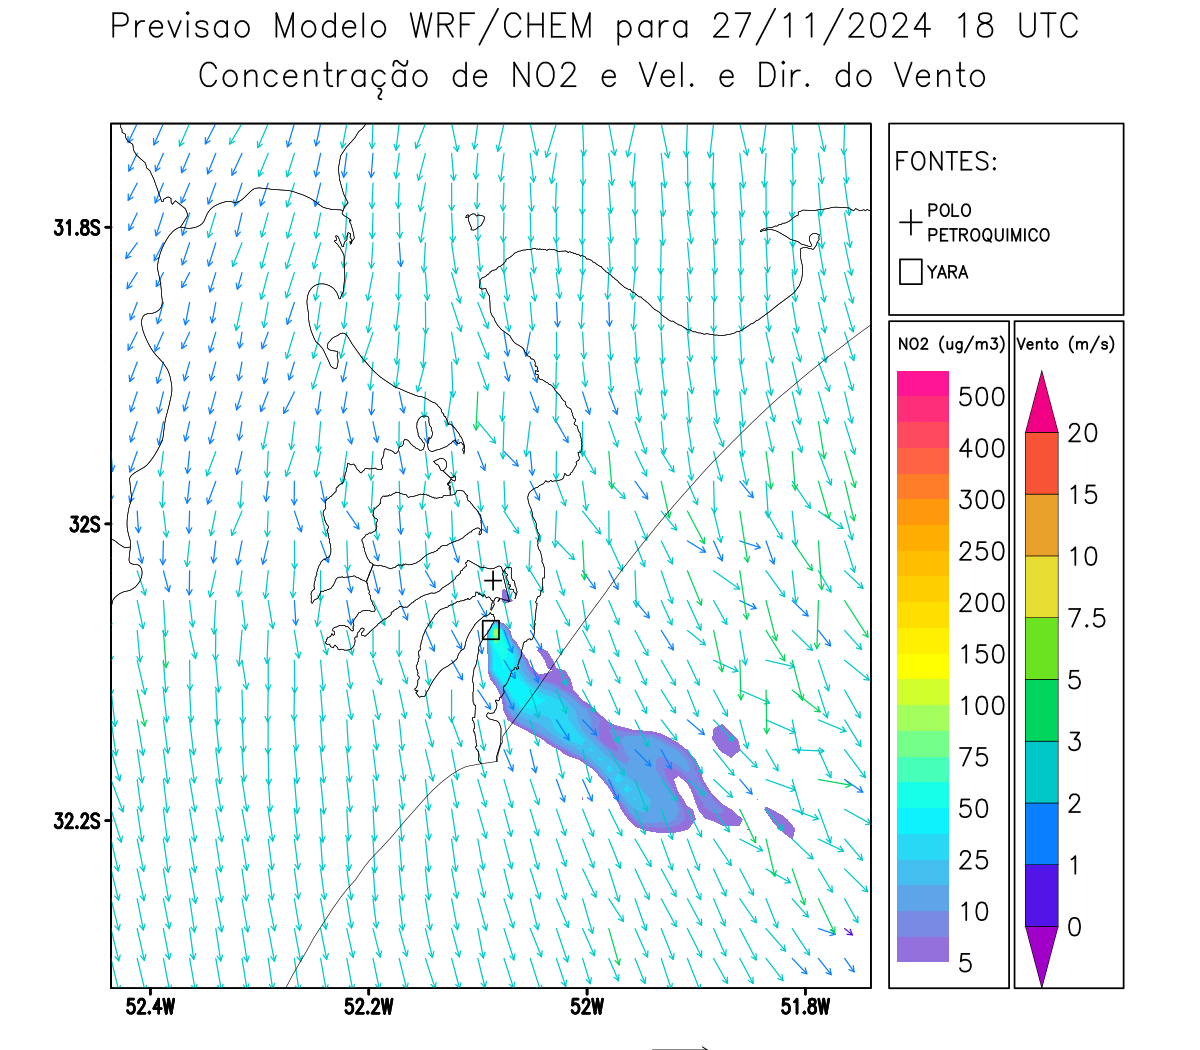 Previsao Modelo WRF/CHEM para 27/11/2024 18 UTC
Concentração de NO2 e Vel. e Dir. do Vento
FONTES:
POLO
PETROQUIMICO
YARA
NO2 (ug/m3)
500
400
300
250
200
150
100
75
50
25
10
5
Vento (m/s)
20
15
10
7.5
5
3
2
1
0
31.8S
32S
32.2S
52.4W
52.2W
52W
51.8W